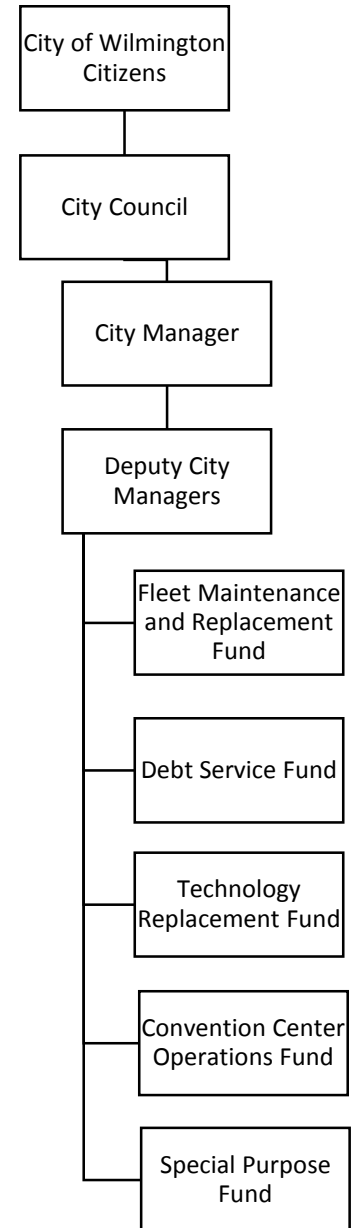 City of Wilmington
Citizens
City Council
City Manager
Deputy City
Managers
Fleet Maintenance
and Replacement
Fund
Debt Service Fund
Technology
Replacement Fund
Convention Center
Operations Fund
Special Purpose
Fund